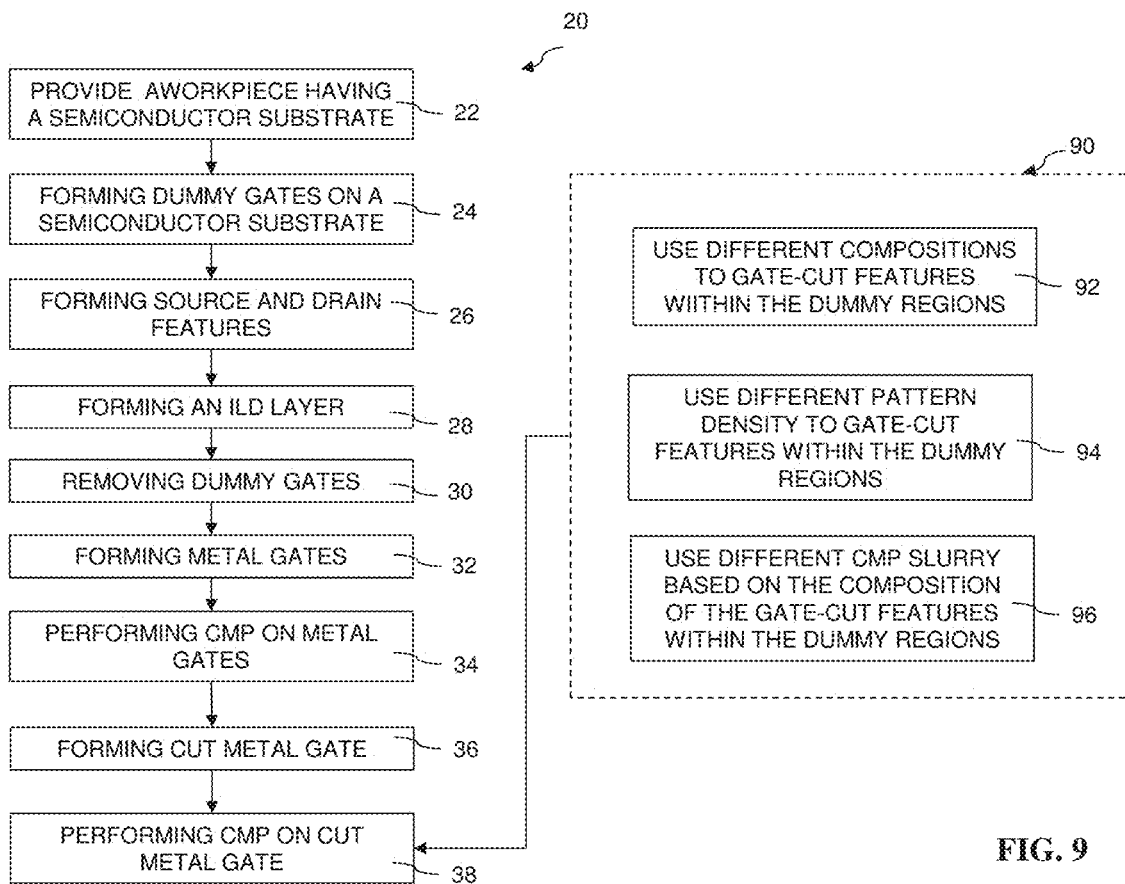 20
PROVIDE AWORKPIECE HAVING
A SEMICONDUCTOR SUBSTRATE
22
FORMING DUMMY GATES ON A
SEMICONDUCTOR SUBSTRATE
24
FORMING SOURCE AND DRAIN
FEATURES
26
FORMING AN ILD LAYER
28
REMOVING DUMMY GATES
30
FORMING METAL GATES
32
PERFORMING CMP ON METAL
GATES
34
FORMING CUT METAL GATE
36
PERFORMING CMP ON CUT
METAL GATE
38
90
USE DIFFERENT COMPOSITIONS
TO GATE-CUT FEATURES
WIITHIN THE DUMMY REGIONS
92
USE DIFFERENT PATTERN
DENSITY TO GATE-CUT
FEATURES WITHIN THE DUMMY
REGIONS
94
USE DIFFERENT CMP SLURRY
BASED ON THE COMPOSITION
OF THE GATE-CUT FEATURES
WITHIN THE DUMMY REGIONS
96
FIG. 9